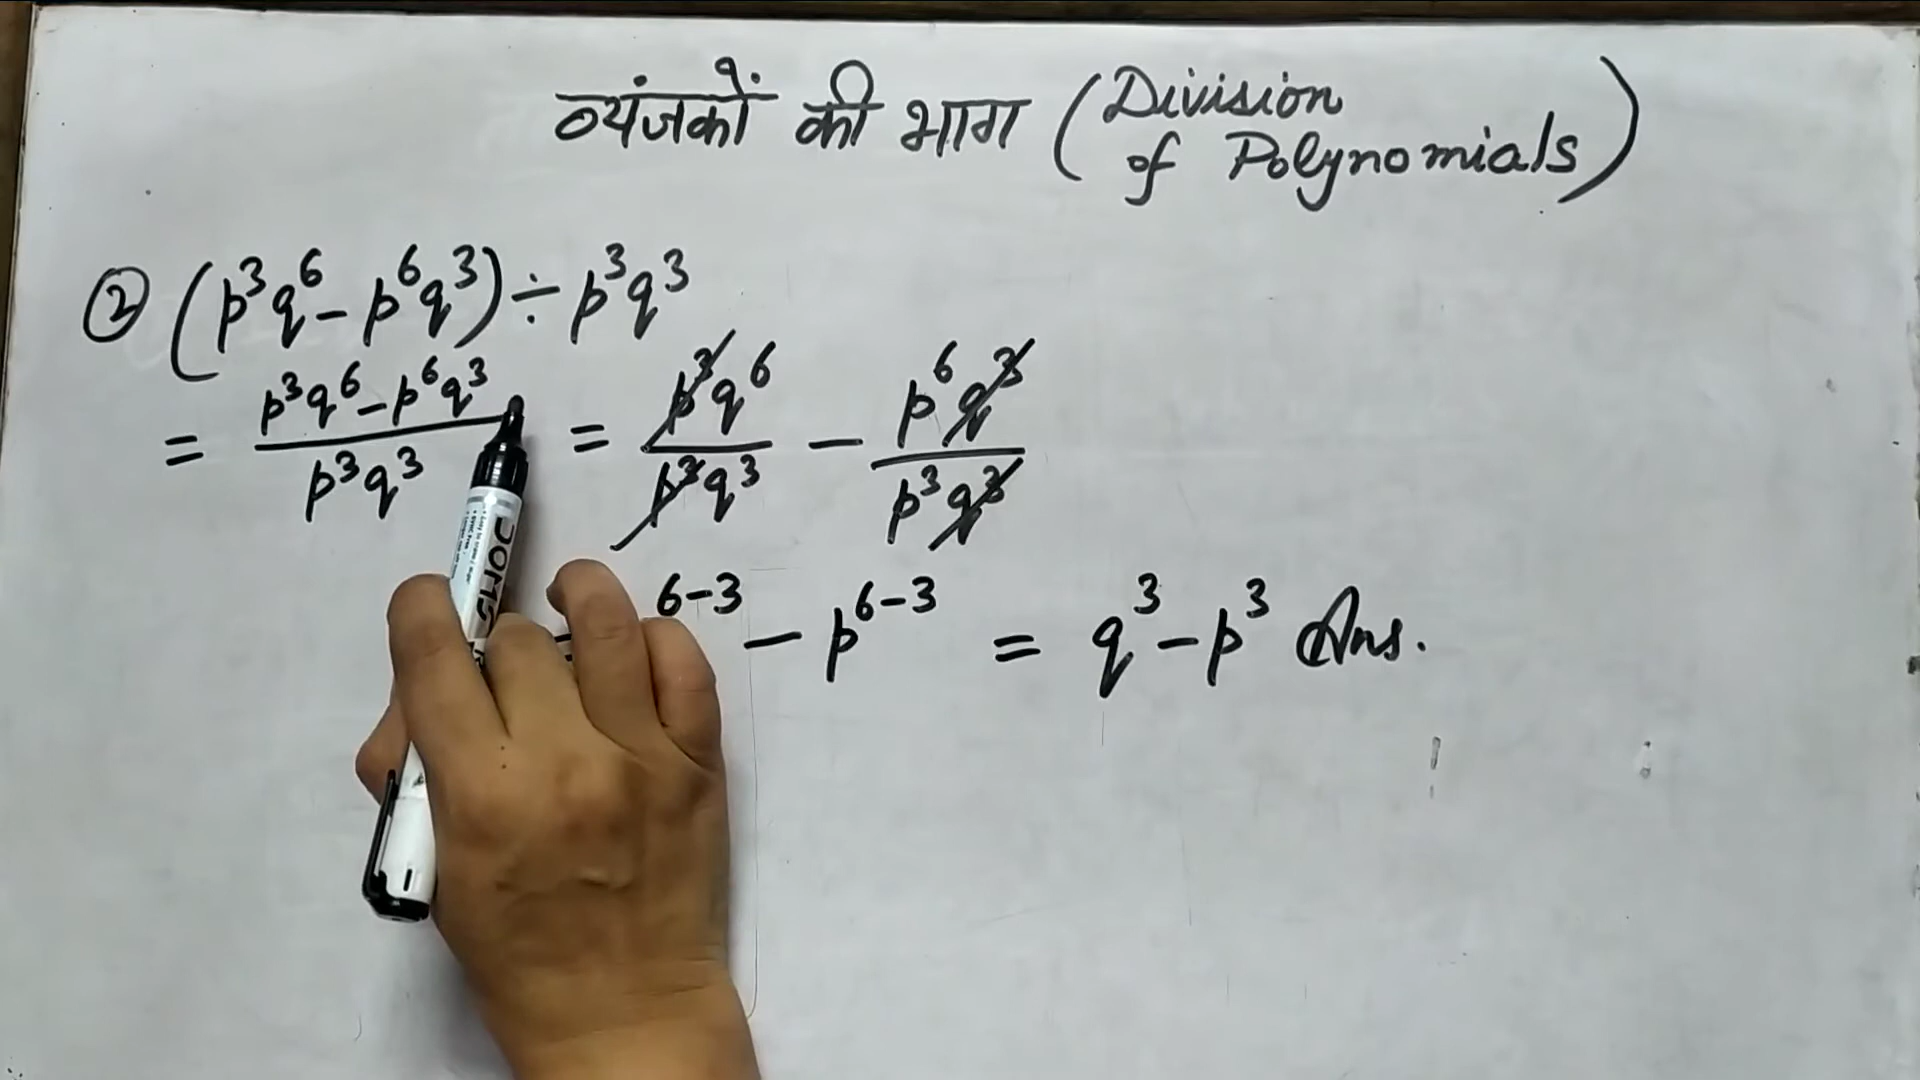 व्यंजकों की भाग (Division of Polynomials)
② (p³q⁶ - p⁶q³) ÷ p³q³
= (p³q⁶ - p⁶q³)/(p³q³) = p³q⁶/p³q³ - p⁶q³/p³q³
= ⁶⁻³ - p⁶⁻³ = q³ - p³ Ans.
DOMS